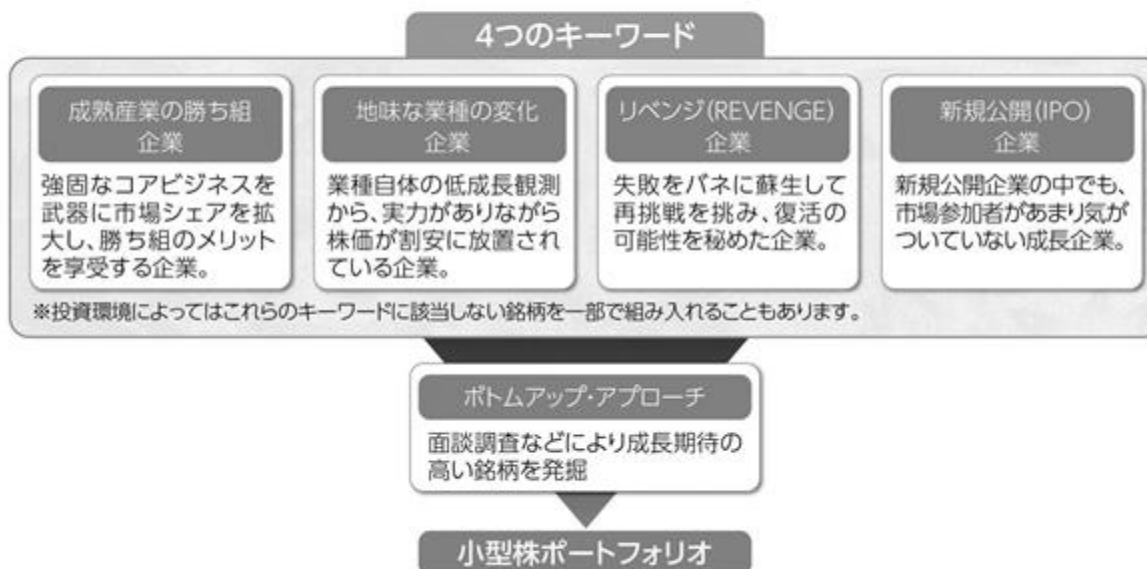 4つのキーワード
成熟産業の勝ち組
企業
強固なコアビジネスを
武器に市場シェアを拡
大し、勝ち組のメリット
を享受する企業。
地味な業種の変化
企業
業種自体の低成長観測
から、実力がありながら
株価が割安に放置され
ている企業。
リベンジ(REVENGE)
企業
失敗をバネに蘇生して
再挑戦を挑み、復活の
可能性を秘めた企業。
新規公開(IPO)
企業
新規公開企業の中でも、
市場参加者があまり気が
ついていない成長企業。
※投資環境によってはこれらのキーワードに該当しない銘柄を一部で組み入れることもあります。
ボトムアップ・アプローチ
面談調査などにより成長期待の
高い銘柄を発掘
小型株ポートフォリオ